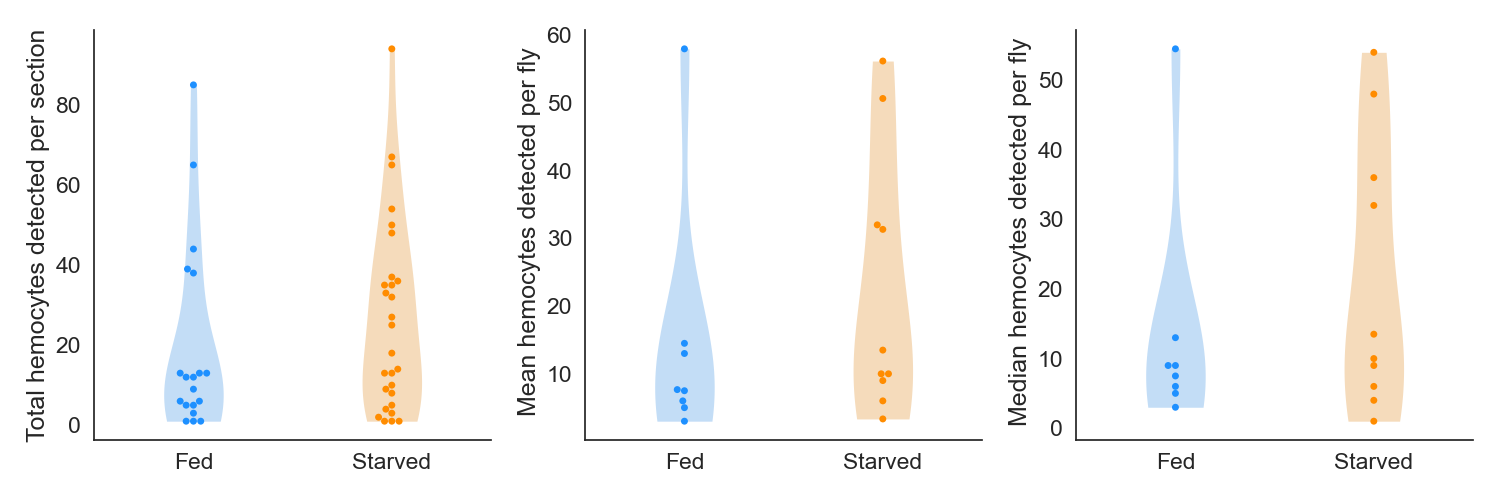 Total hemocytes detected per section
80
60
40
20
0
Fed
Starved
Mean hemocytes detected per fly
60
50
40
30
20
10
Fed
Starved
Median hemocytes detected per fly
50
40
30
20
10
0
Fed
Starved